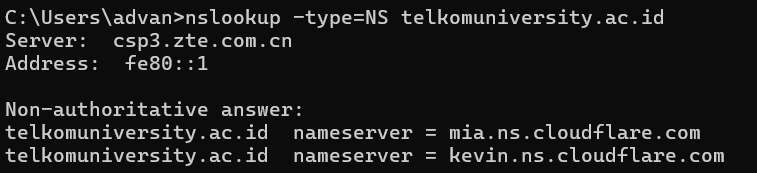 C:\Users\advan>nslookup -type=NS telkomuniversity.ac.id
Server:  csp3.zte.com.cn
Address:  fe80::1

Non-authoritative answer:
telkomuniversity.ac.id  nameserver = mia.ns.cloudflare.com
telkomuniversity.ac.id  nameserver = kevin.ns.cloudflare.com